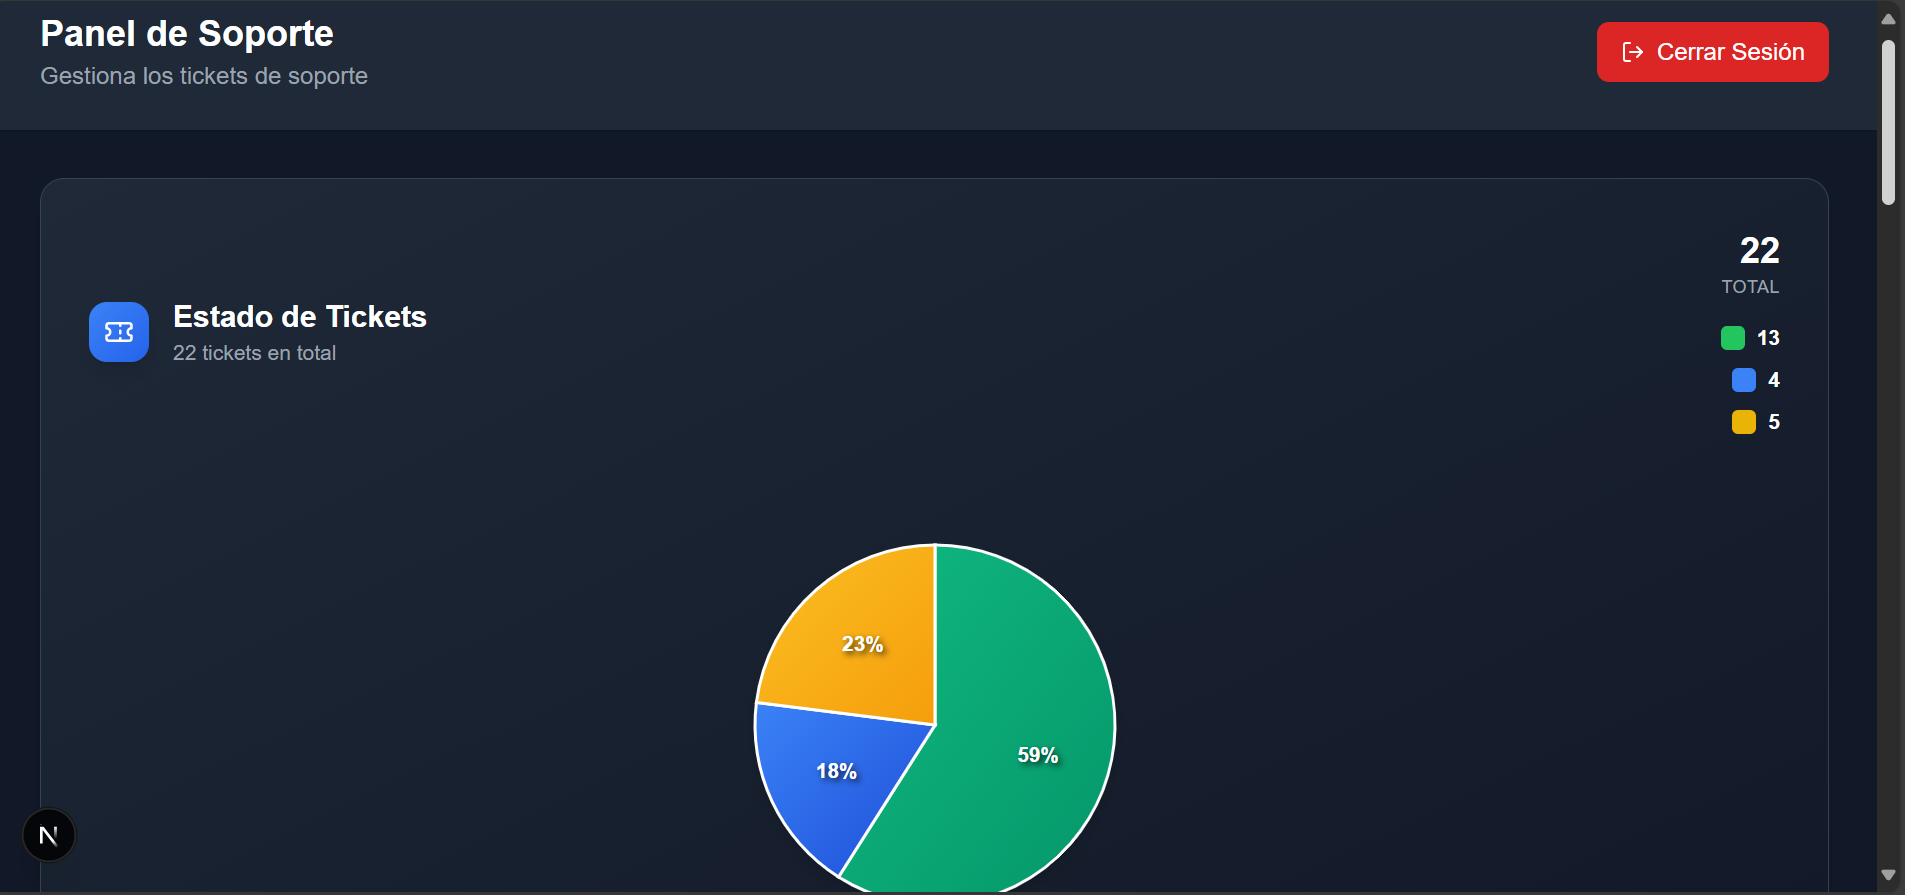 Panel de Soporte
Gestiona los tickets de soporte
Cerrar Sesión
22
TOTAL
Estado de Tickets
22 tickets en total
13
4
5
23%
59%
18%
N